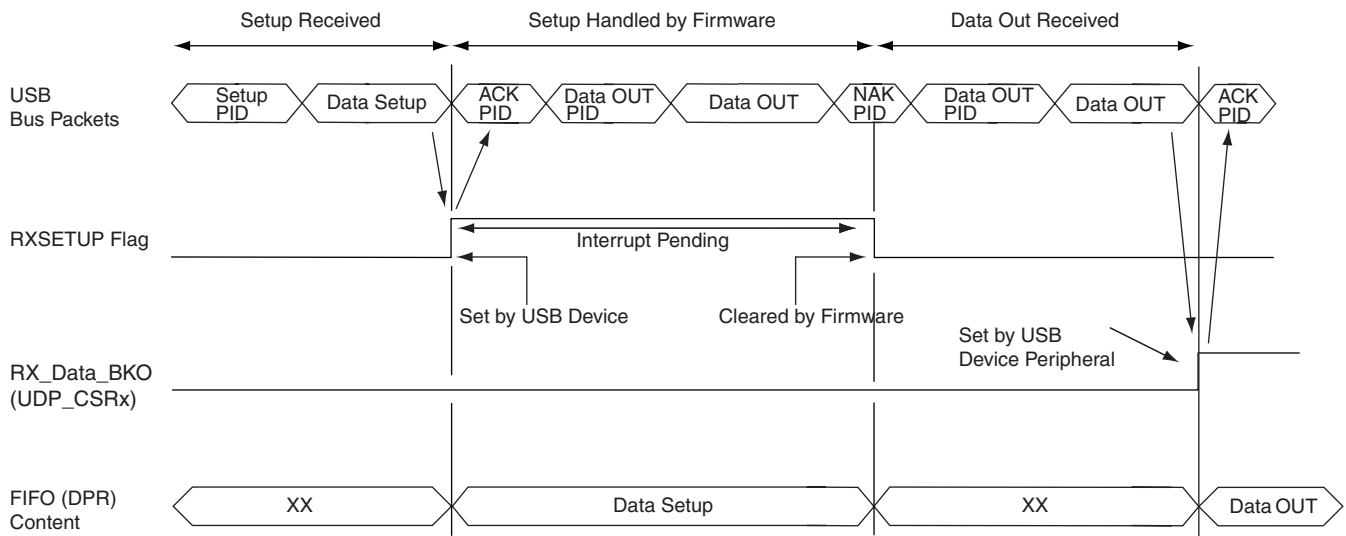 Setup Received
Setup Handled by Firmware
Data Out Received
USB
Bus Packets
Setup
PID
Data Setup
ACK
PID
Data OUT
PID
Data OUT
NAK
PID
Data OUT
PID
Data OUT
ACK
PID
RXSETUP Flag
Interrupt Pending
Set by USB Device
Cleared by Firmware
Set by USB
Device Peripheral
RX_Data_BKO
(UDP_CSRx)
FIFO (DPR)
Content
XX
Data Setup
XX
Data OUT